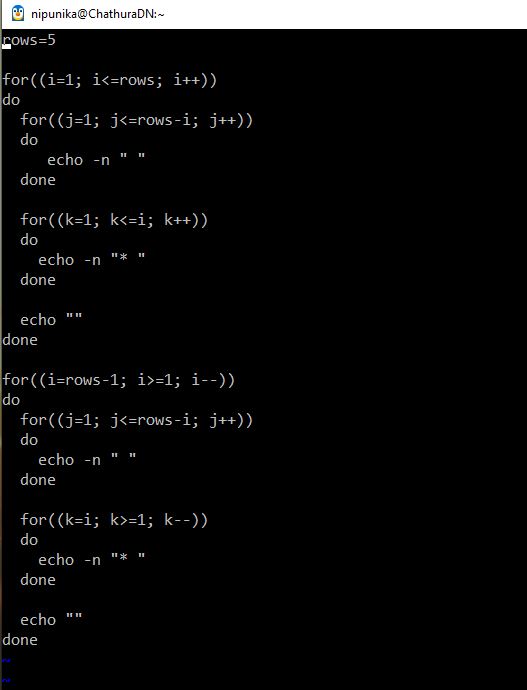 nipunika@ChathuraDN:~
rows=5
for((i=1; i<=rows; i++))
do
for((j=1; j<=rows-i; j++))
do
echo -n " "
done
for((k=1; k<=i; k++))
do
echo -n "* "
done
echo ""
done
for((i=rows-1; i>=1; i--))
do
for((j=1; j<=rows-i; j++))
do
echo -n " "
done
for((k=i; k>=1; k--))
do
echo -n "* "
done
echo ""
done
~
~